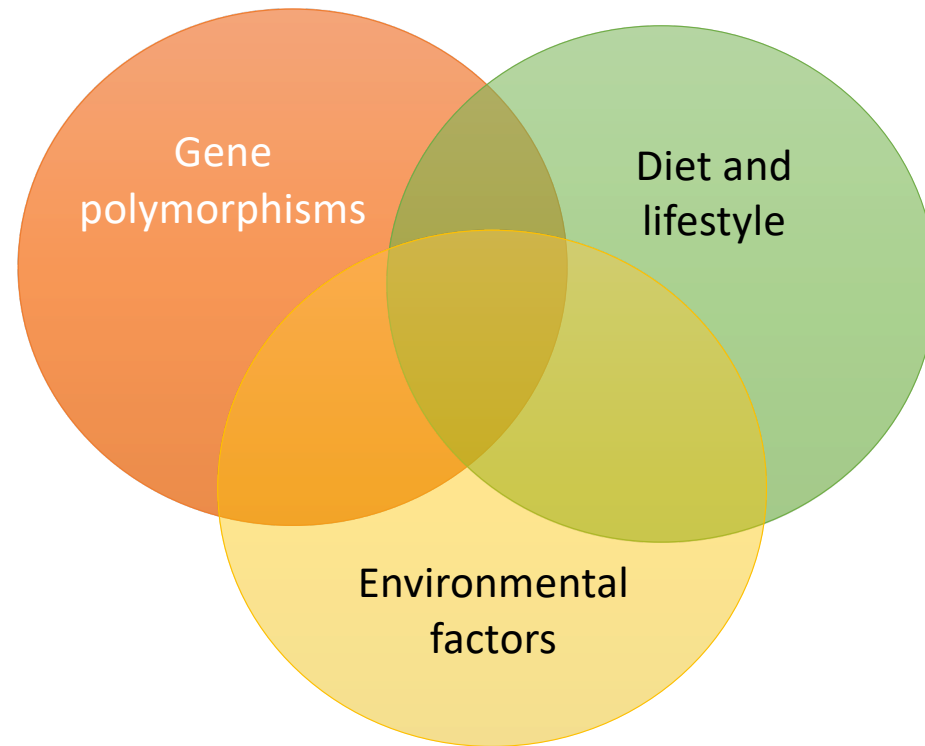 Gene
polymorphisms
Diet and
lifestyle
Environmental
factors